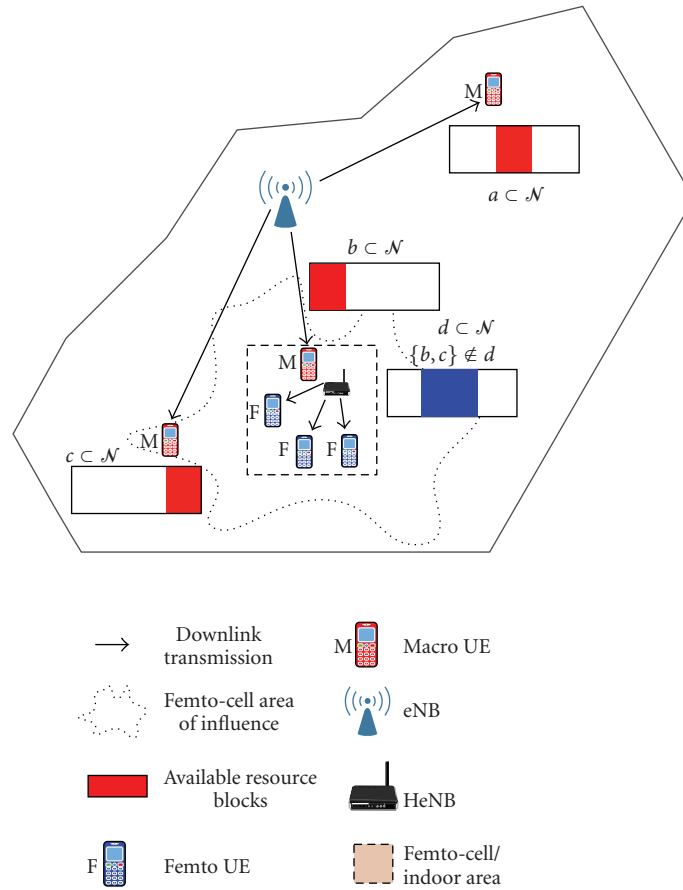 M
a ⊂ 𝒩
b ⊂ 𝒩
d ⊂ 𝒩
{b, c} ∉ d
M
F
M
F
F
c ⊂ 𝒩
Downlink
transmission
M
Macro UE
Femto-cell area
of influence
eNB
Available resource
blocks
HeNB
F
Femto UE
Femto-cell/
indoor area